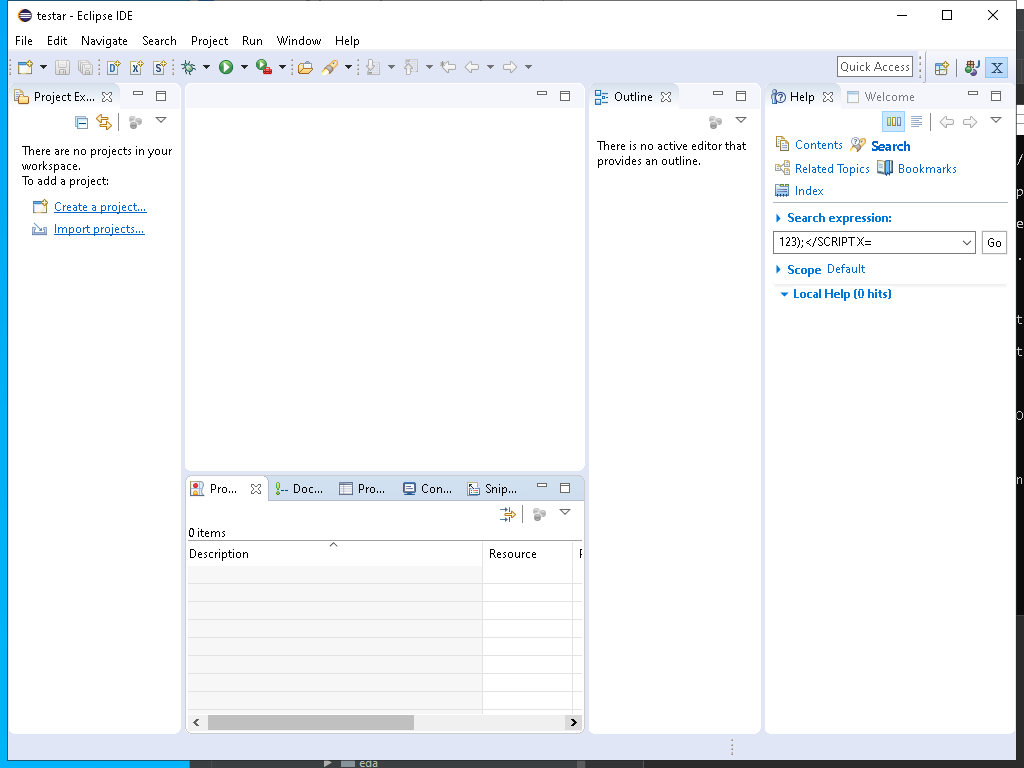 testar - Eclipse IDE
File Edit Navigate Search Project Run Window Help
Quick Access
Project Ex...
Outline
Help
Welcome
There are no projects in your
workspace.
To add a project:
Create a project...
Import projects...
There is no active editor that
provides an outline.
Contents
Search
Related Topics
Bookmarks
Index
Search expression:
123);</SCRIPT X=
Go
Scope Default
Local Help (0 hits)
Pro...
Doc...
Pro...
Con...
Snip...
0 items
Description
Resource
eda